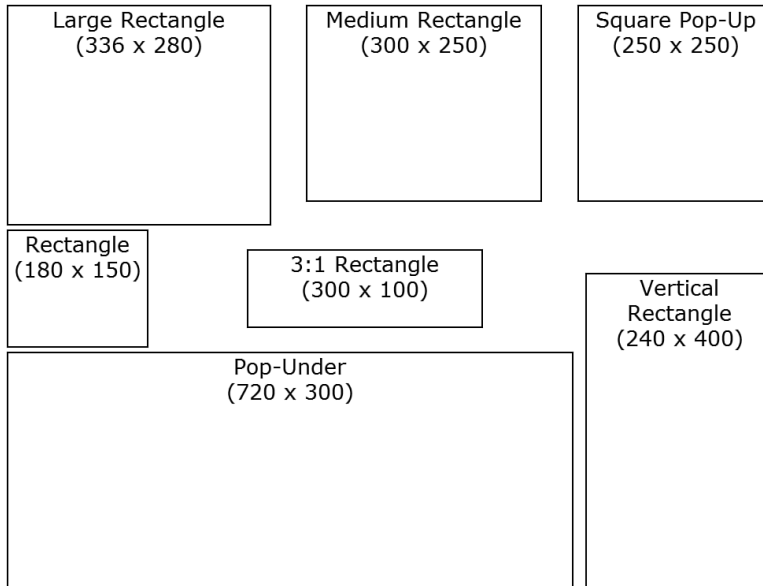 Large Rectangle
(336 x 280)
Medium Rectangle
(300 x 250)
Square Pop-Up
(250 x 250)
Rectangle
(180 x 150)
3:1 Rectangle
(300 x 100)
Vertical
Rectangle
(240 x 400)
Pop-Under
(720 x 300)